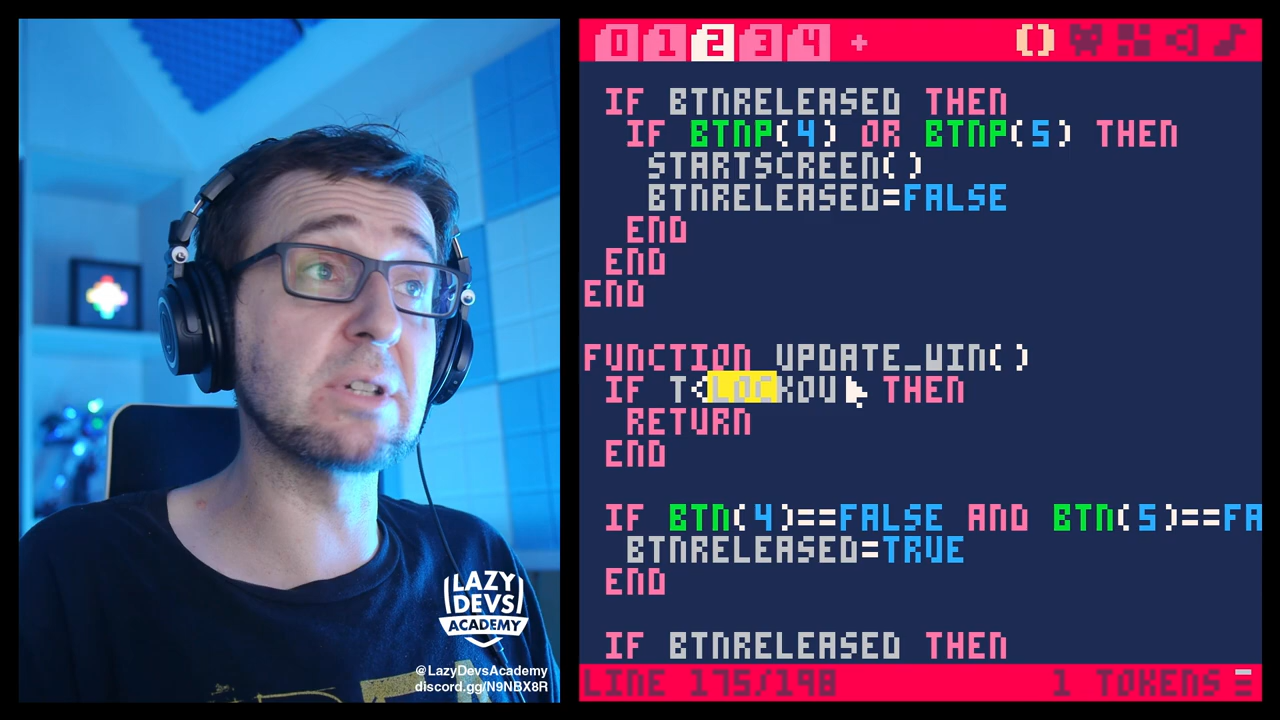 0 1 2 3 4 +
IF BTNRELEASED THEN
IF BTNP(4) OR BTNP(5) THEN
STARTSCREEN()
BTNRELEASED=FALSE
END
END
END
FUNCTION UPDATE_WIN()
IF T<LOCKOU THEN
RETURN
END
IF BTN(4)==FALSE AND BTN(5)==FA
BTNRELEASED=TRUE
END
IF BTNRELEASED THEN
LINE 175/198 1 TOKENS
LAZY
DEVS
ACADEMY
@LazyDevsAcademy
discord.gg/N9NBX8R